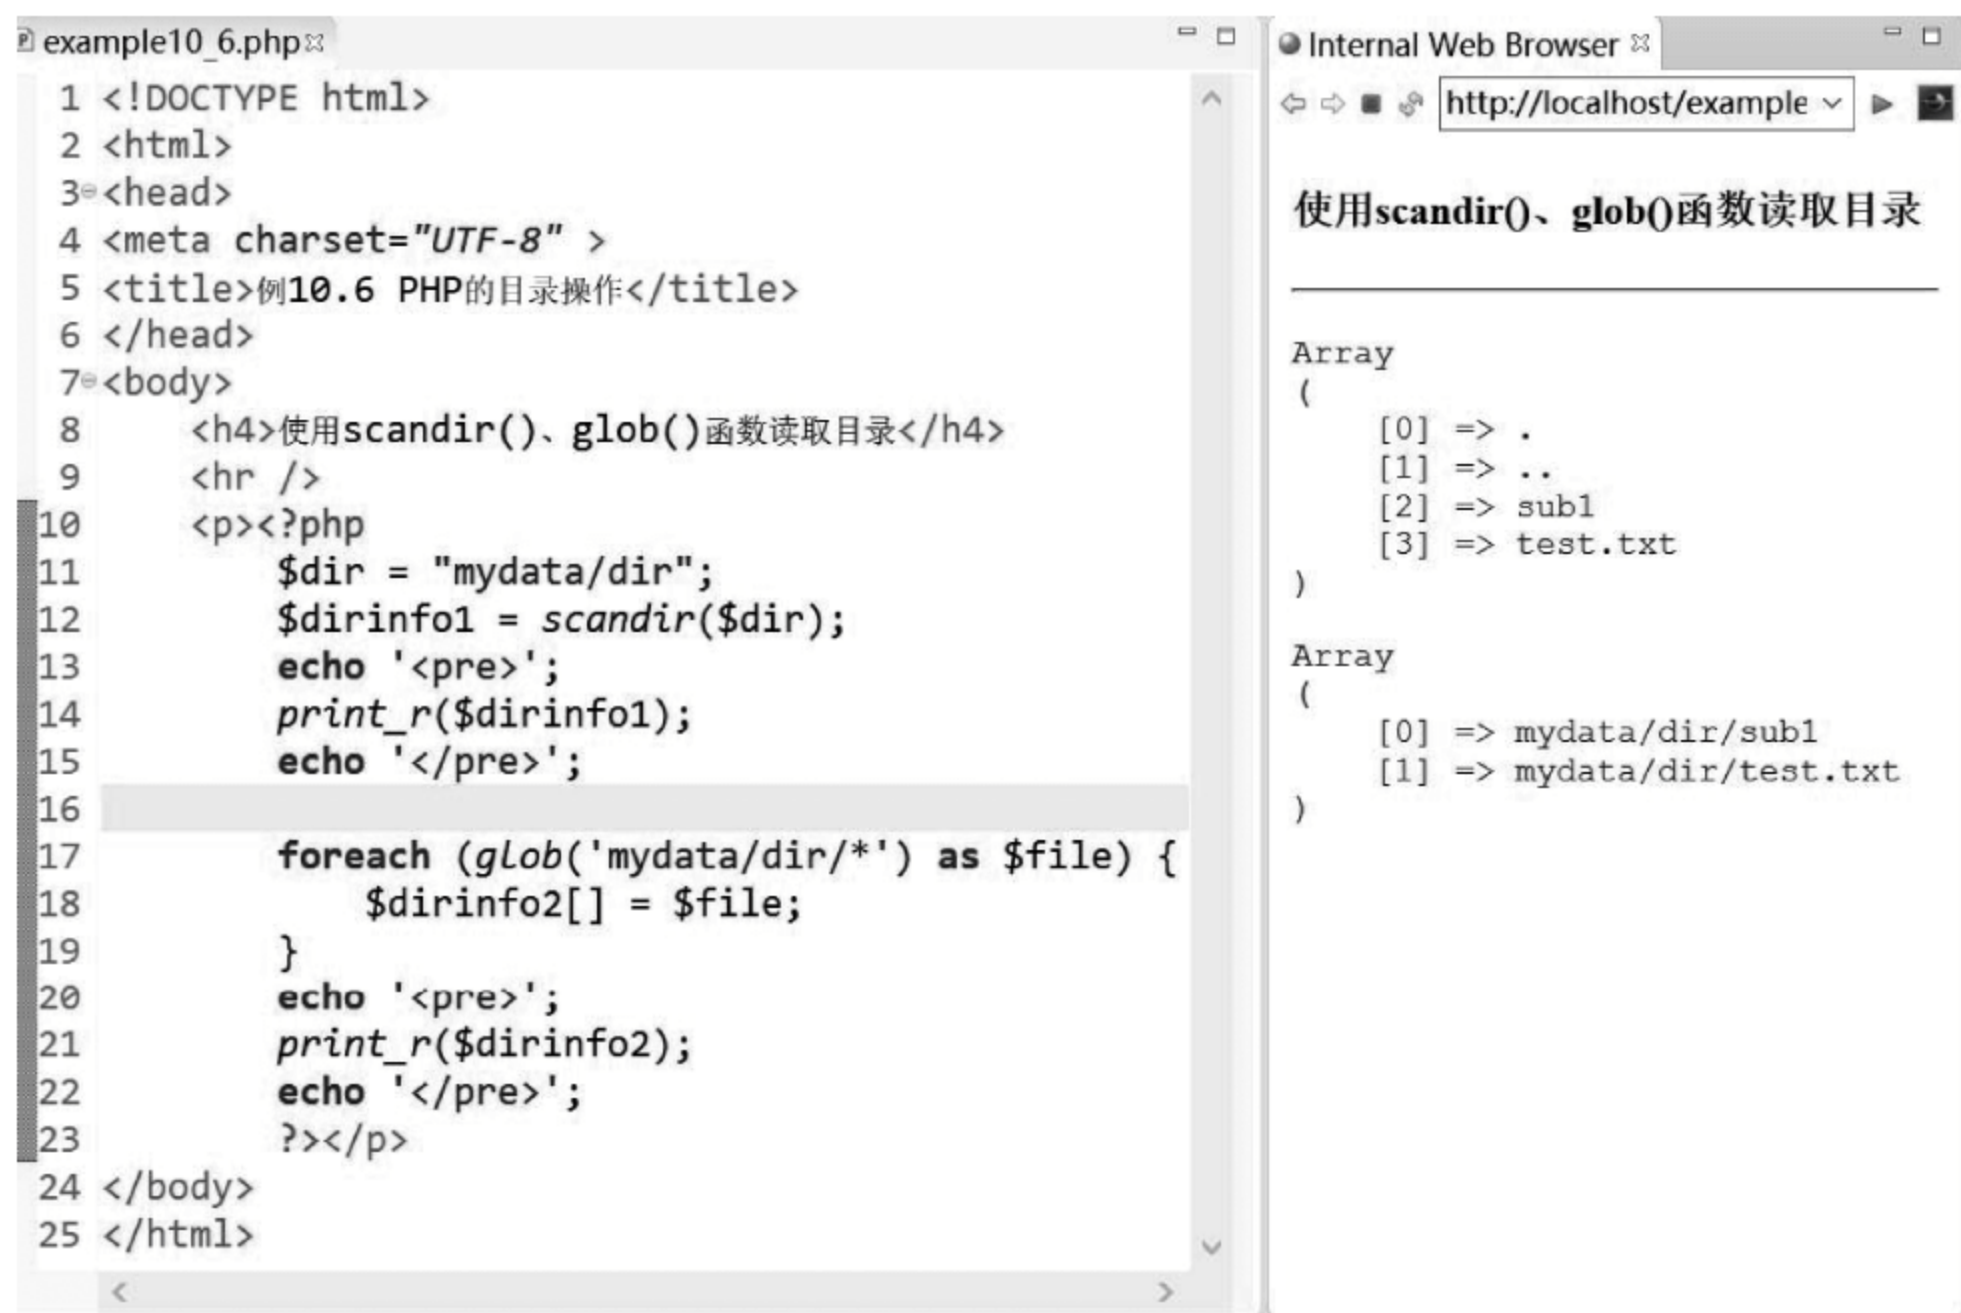 example10_6.php
1 <!DOCTYPE html>
2 <html>
3 <head>
4 <meta charset="UTF-8" >
5 <title>例10.6 PHP的目录操作</title>
6 </head>
7 <body>
8     <h4>使用scandir()、glob()函数读取目录</h4>
9     <hr />
10     <p><?php
11         $dir = "mydata/dir";
12         $dirinfo1 = scandir($dir);
13         echo '<pre>';
14         print_r($dirinfo1);
15         echo '</pre>';
16
17         foreach (glob('mydata/dir/*') as $file) {
18             $dirinfo2[] = $file;
19         }
20         echo '<pre>';
21         print_r($dirinfo2);
22         echo '</pre>';
23         ?></p>
24 </body>
25 </html>
Internal Web Browser
http://localhost/example
使用scandir()、glob()函数读取目录
Array
(
    [0] => .
    [1] => ..
    [2] => sub1
    [3] => test.txt
)
Array
(
    [0] => mydata/dir/sub1
    [1] => mydata/dir/test.txt
)